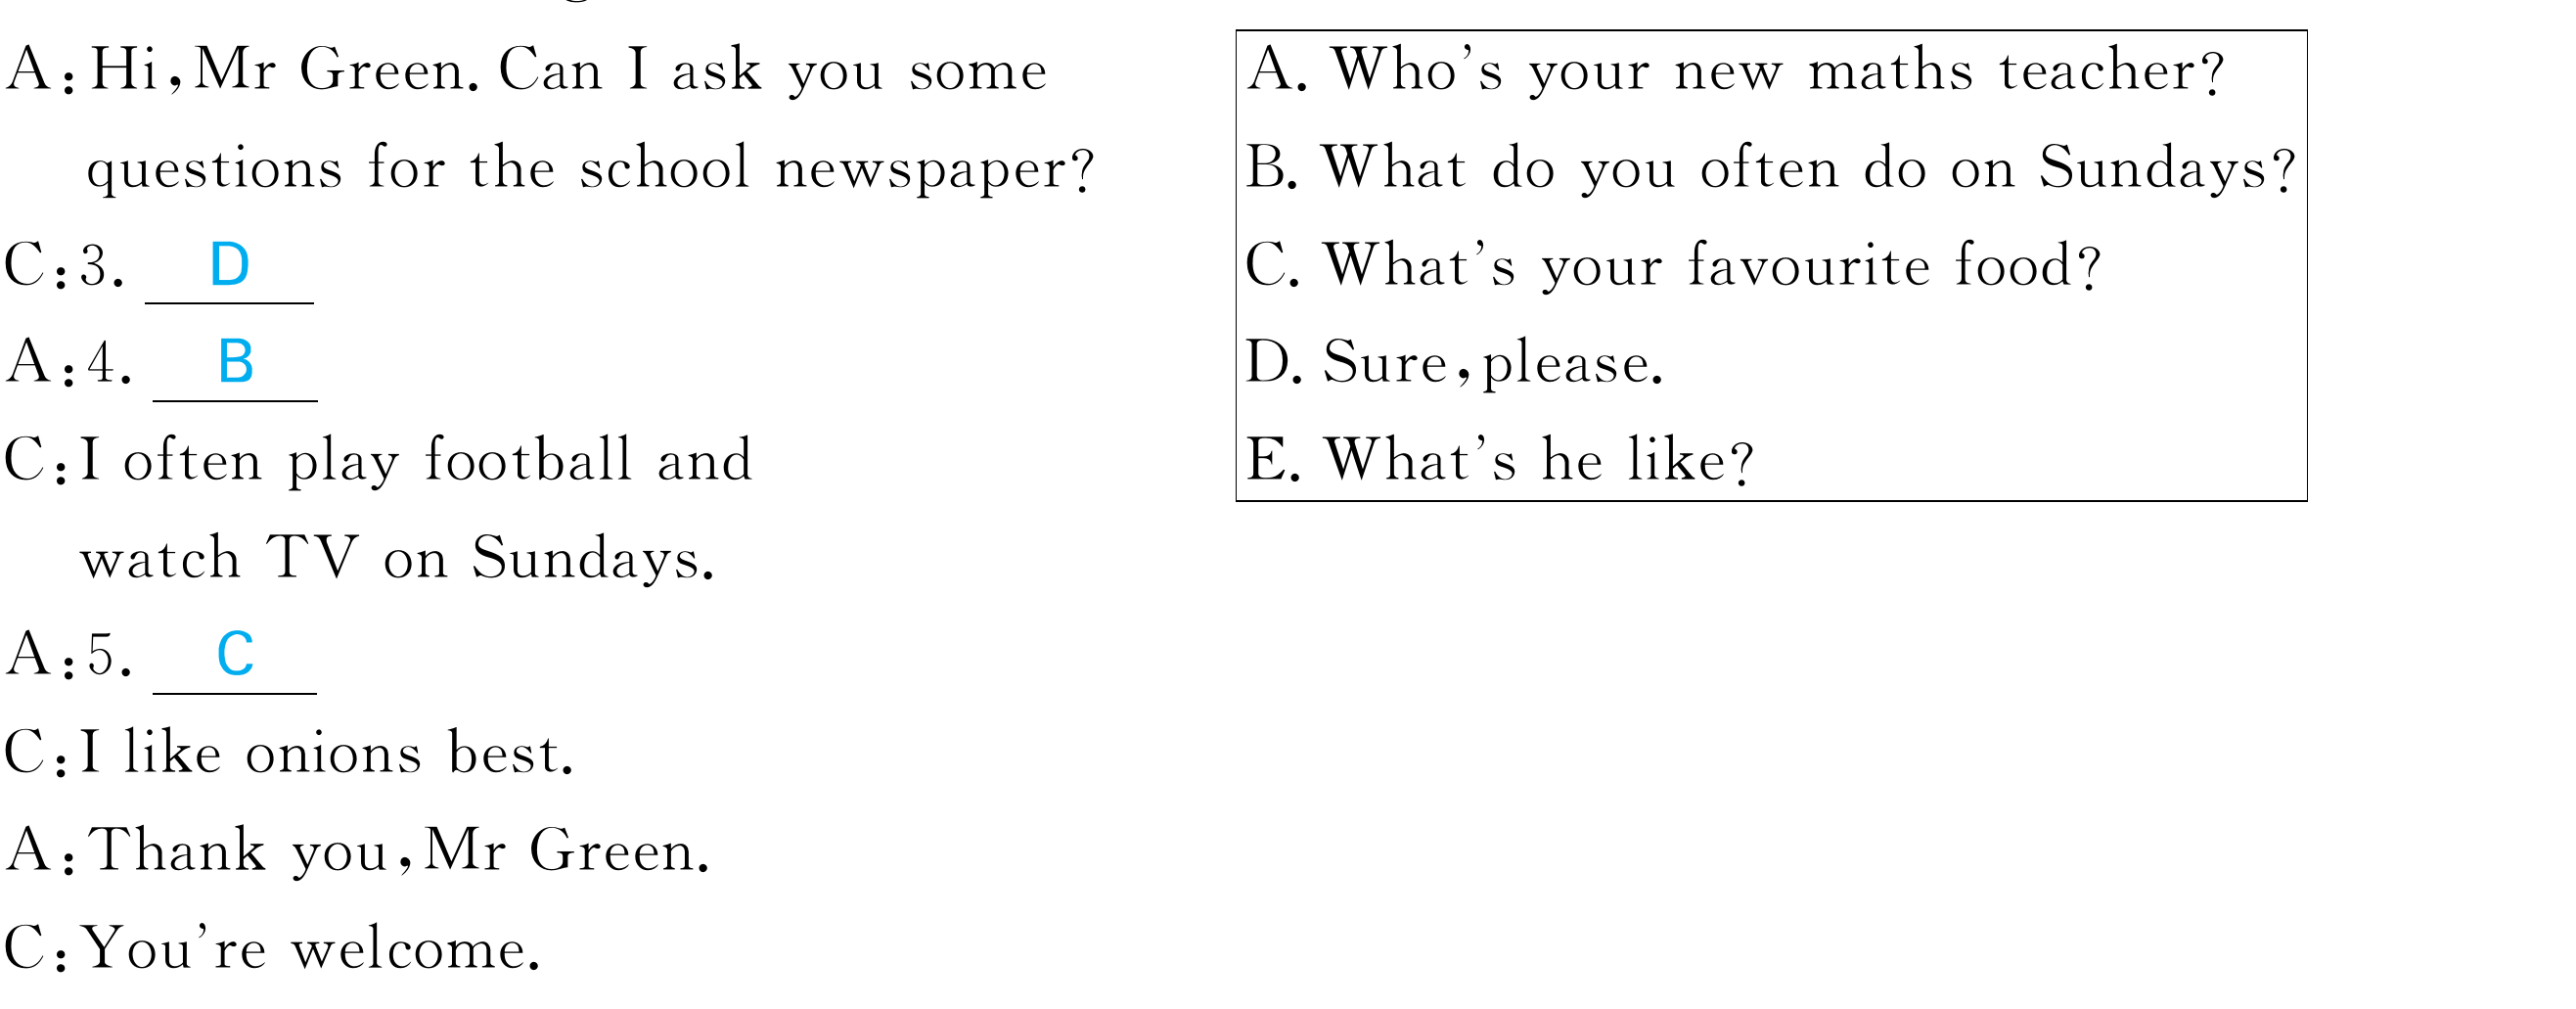 A:Hi,Mr Green. Can I ask you some
questions for the school newspaper?
C:3. D
A:4. B
C:I often play football and
watch TV on Sundays.
A:5. C
C:I like onions best.
A:Thank you,Mr Green.
C:You're welcome.
A. Who's your new maths teacher?
B. What do you often do on Sundays?
C. What's your favourite food?
D. Sure,please.
E. What's he like?